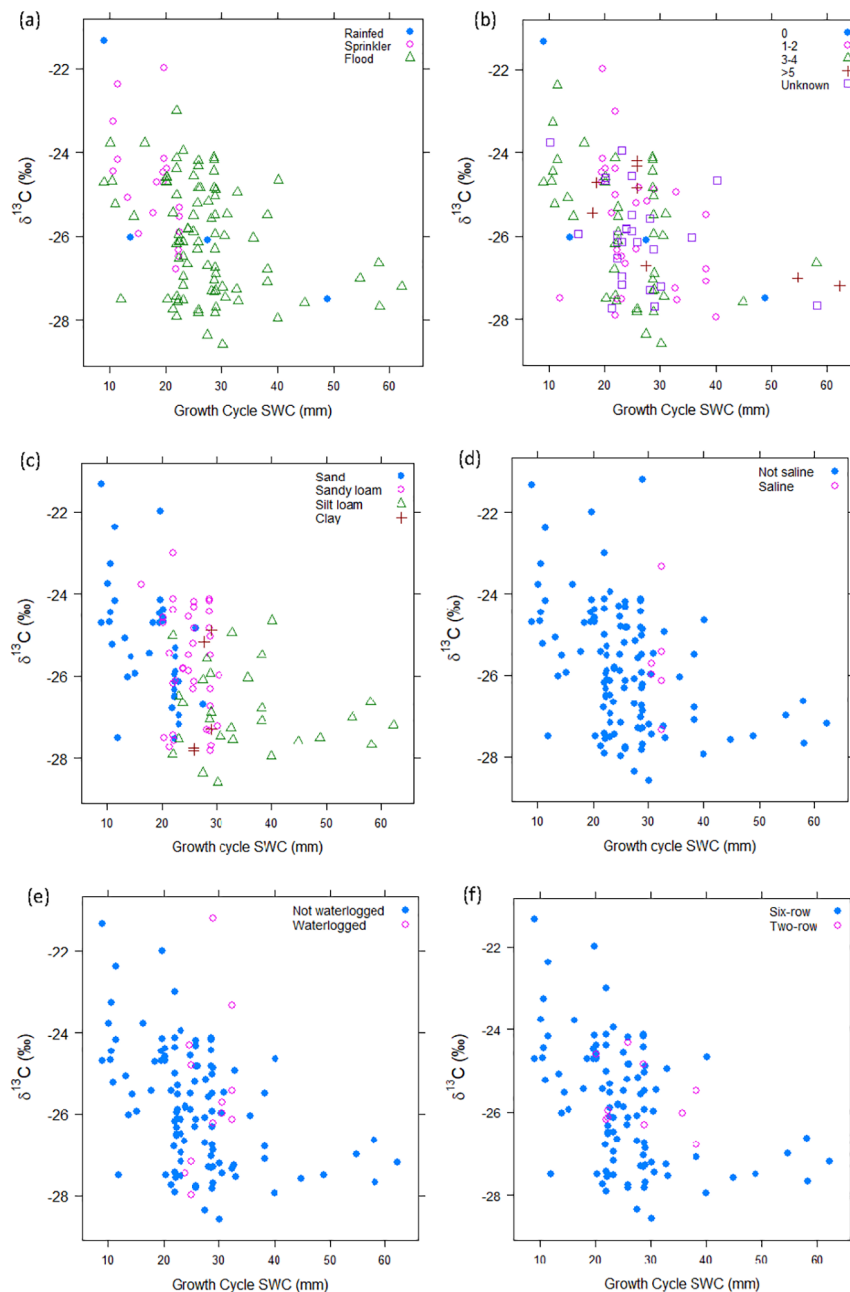 (a)
Rainfed
Sprinkler
Flood
-22
-24
-26
-28
δ13C (‰)
10 20 30 40 50 60
Growth Cycle SWC (mm)
(b)
0
1-2
3-4
>5
Unknown
-22
-24
-26
-28
δ13C (‰)
10 20 30 40 50 60
Growth Cycle SWC (mm)
(c)
Sand
Sandy loam
Silt loam
Clay
-22
-24
-26
-28
δ13C (‰)
10 20 30 40 50 60
Growth cycle SWC (mm)
(d)
Not saline
Saline
-22
-24
-26
-28
δ13C (‰)
10 20 30 40 50 60
Growth cycle SWC (mm)
(e)
Not waterlogged
Waterlogged
-22
-24
-26
-28
δ13C (‰)
10 20 30 40 50 60
Growth Cycle SWC (mm)
(f)
Six-row
Two-row
-22
-24
-26
-28
δ13C (‰)
10 20 30 40 50 60
Growth Cycle SWC (mm)